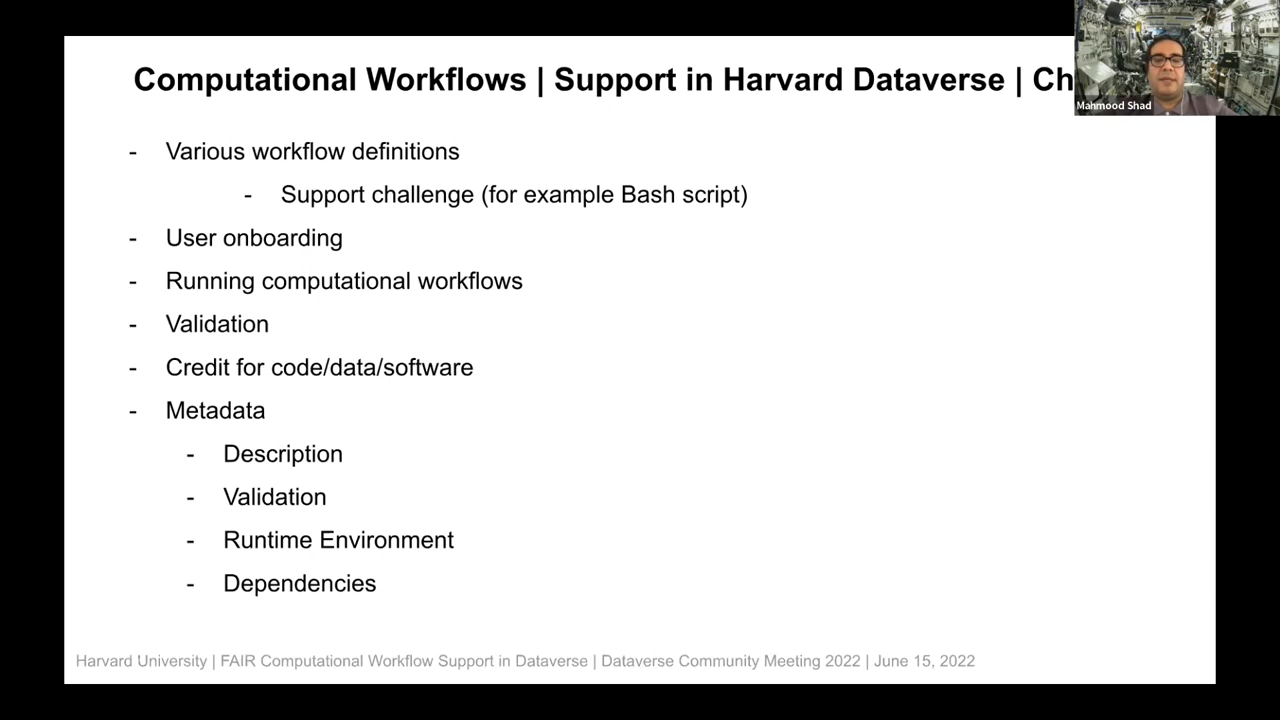 Computational Workflows | Support in Harvard Dataverse | Ch
Mahmood Shad
- Various workflow definitions
- Support challenge (for example Bash script)
- User onboarding
- Running computational workflows
- Validation
- Credit for code/data/software
- Metadata
- Description
- Validation
- Runtime Environment
- Dependencies
Harvard University | FAIR Computational Workflow Support in Dataverse | Dataverse Community Meeting 2022 | June 15, 2022